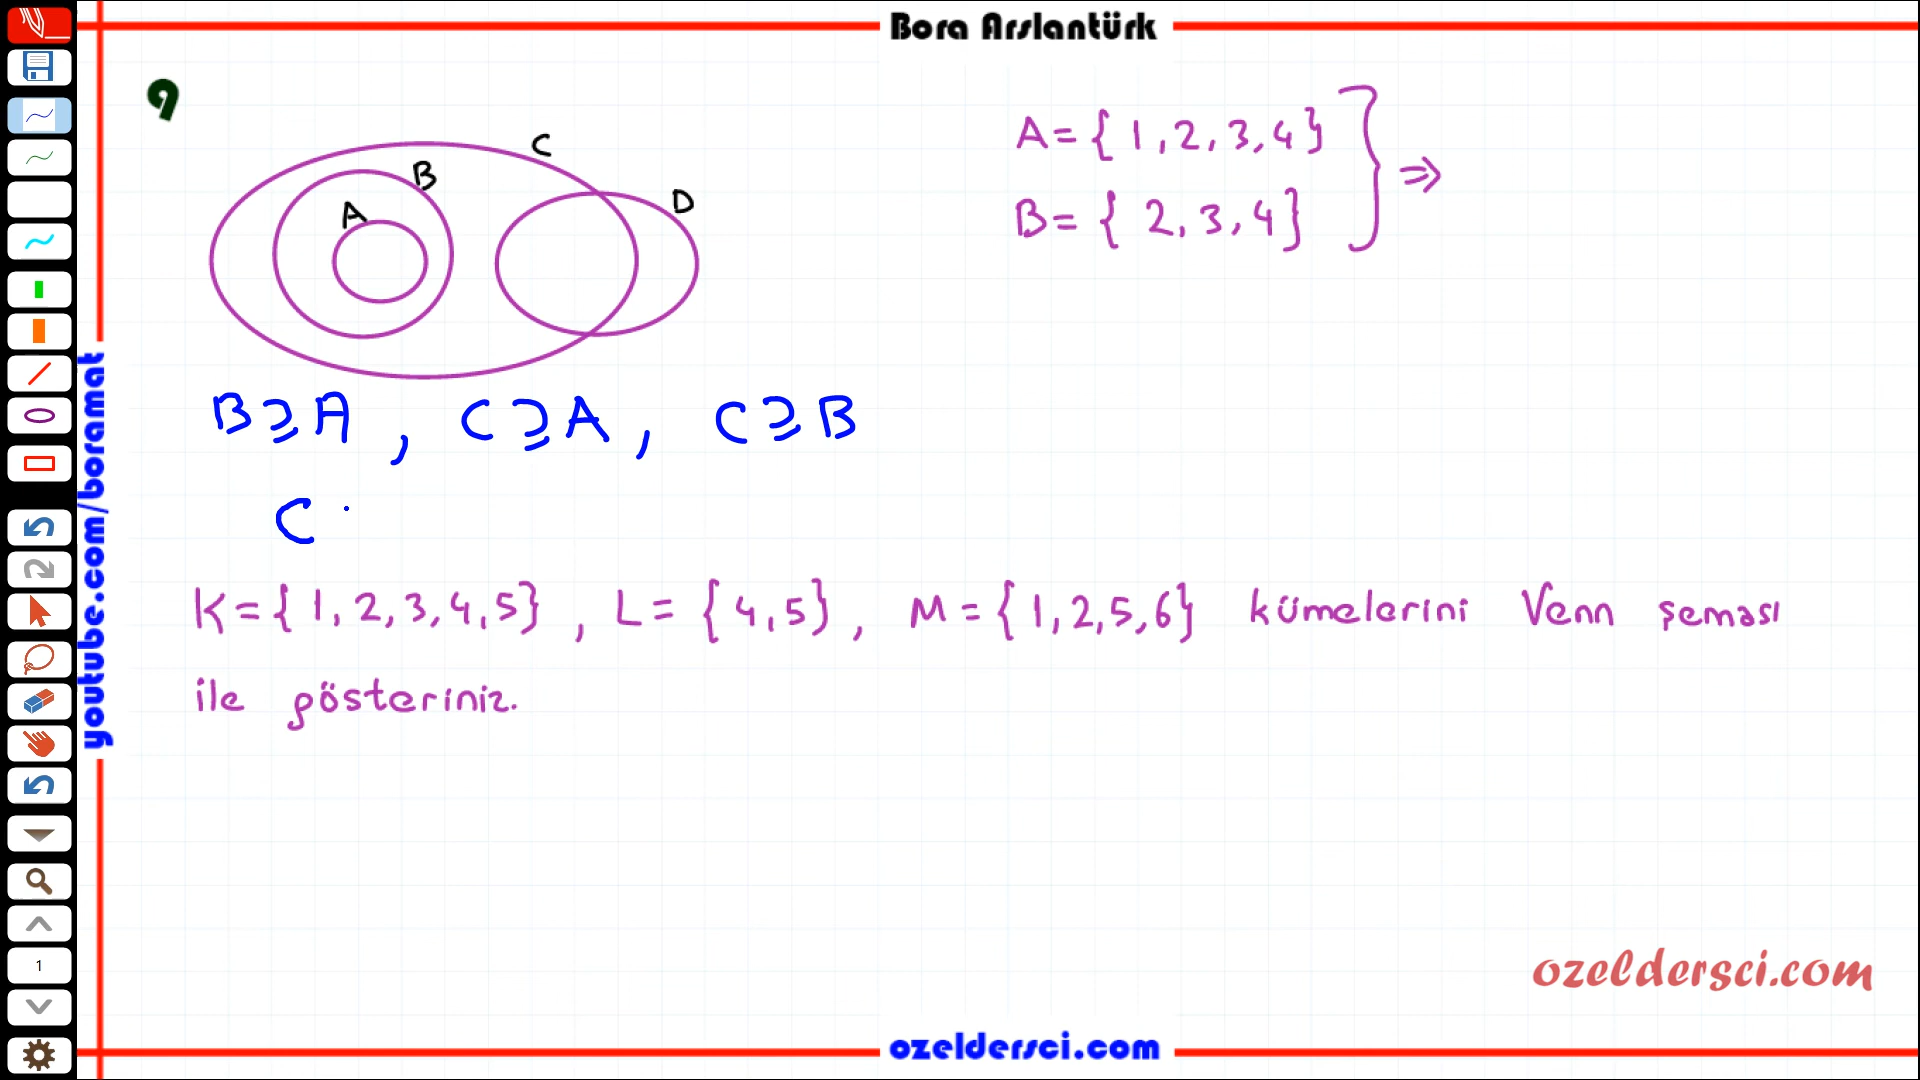 Bora Arslantürk
9
A = { 1, 2, 3, 4 }
B = { 2, 3, 4 }
⇒
A
B
C
D
B ⊇ A , C ⊇ A , C ⊇ B
C
K = { 1, 2, 3, 4, 5 } , L = { 4, 5 } , M = { 1, 2, 5, 6 } kümelerini Venn şeması
ile gösteriniz.
youtube.com/boramat
1
ozeldersci.com
ozeldersci.com